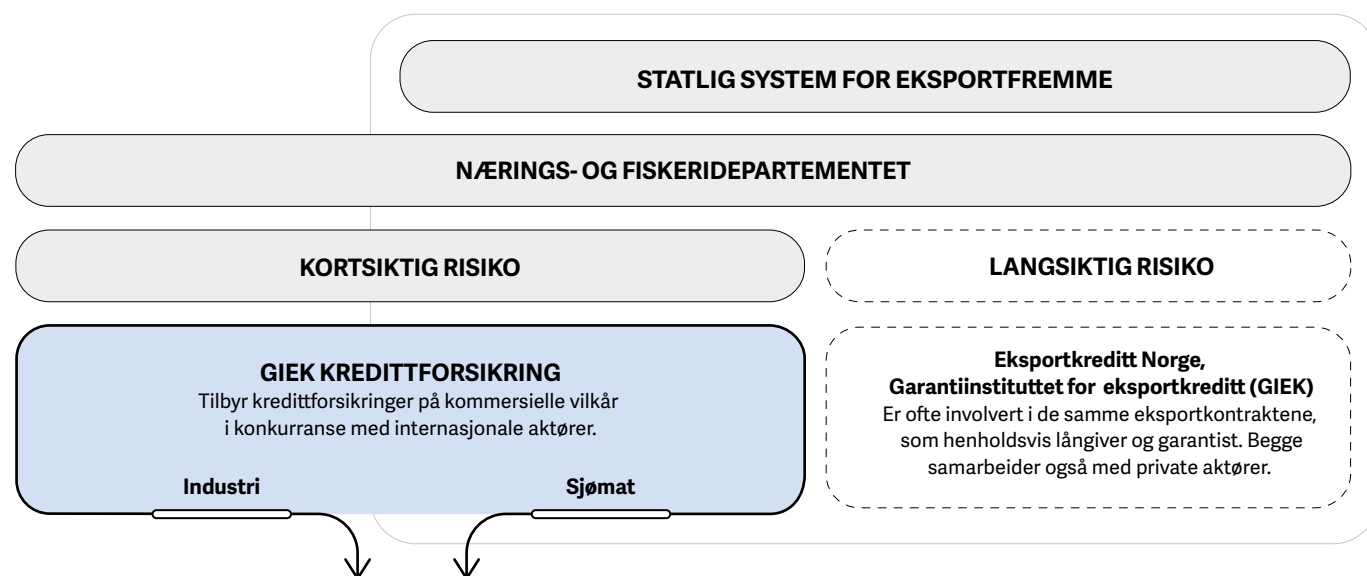 STATLIG SYSTEM FOR EKSPORTFREMME
NÆRINGS- OG FISKERIDEPARTEMENTET
KORTSIKTIG RISIKO
LANGSIKTIG RISIKO
GIEK KREDITTFORSIKRING
Tilbyr kredittforsikringer på kommersielle vilkår
i konkurranse med internasjonale aktører.
Industri
Sjømat
Eksportkreditt Norge,
Garantiinstituttet for eksportkreditt (GIEK)
Er ofte involvert i de samme eksportkontraktene,
som henholdsvis långiver og garantist. Begge
samarbeider også med private aktører.